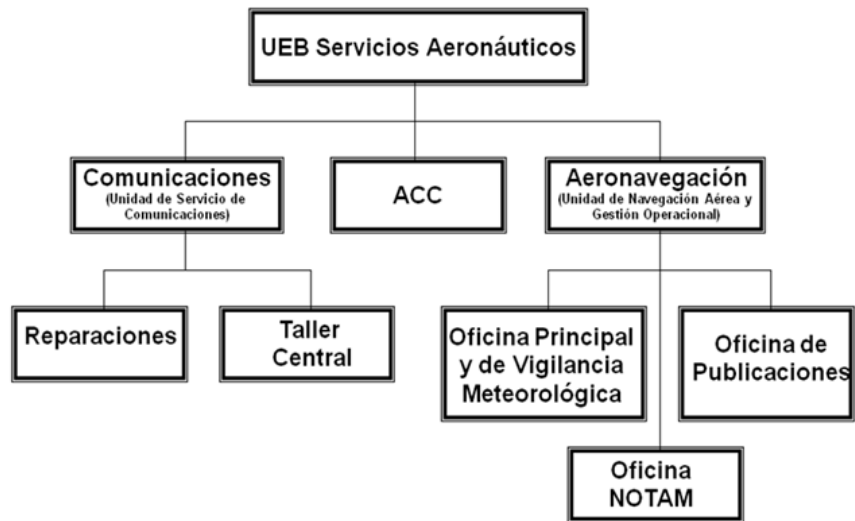 UEB Servicios Aeronáuticos
Comunicaciones
(Unidad de Servicio de
Comunicaciones)
ACC
Aeronavegación
(Unidad de Navegación Aérea y
Gestión Operacional)
Reparaciones
Taller
Central
Oficina Principal
y de Vigilancia
Meteorológica
Oficina de
Publicaciones
Oficina
NOTAM